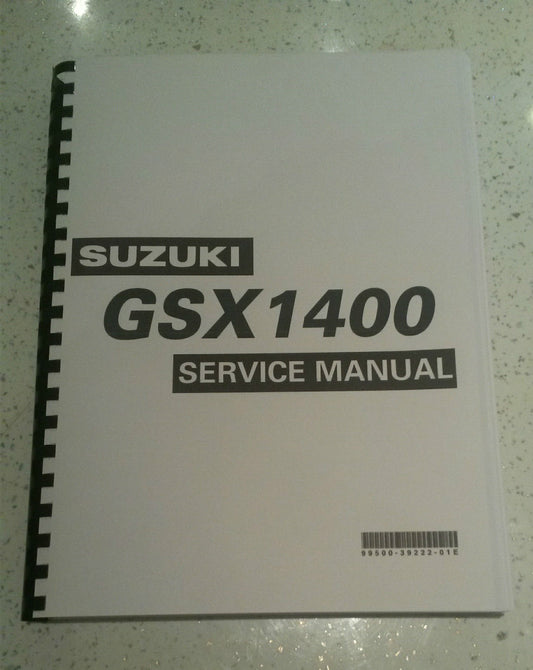 SUZUKI
GSX1400
SERVICE MANUAL
99500-39222-01E